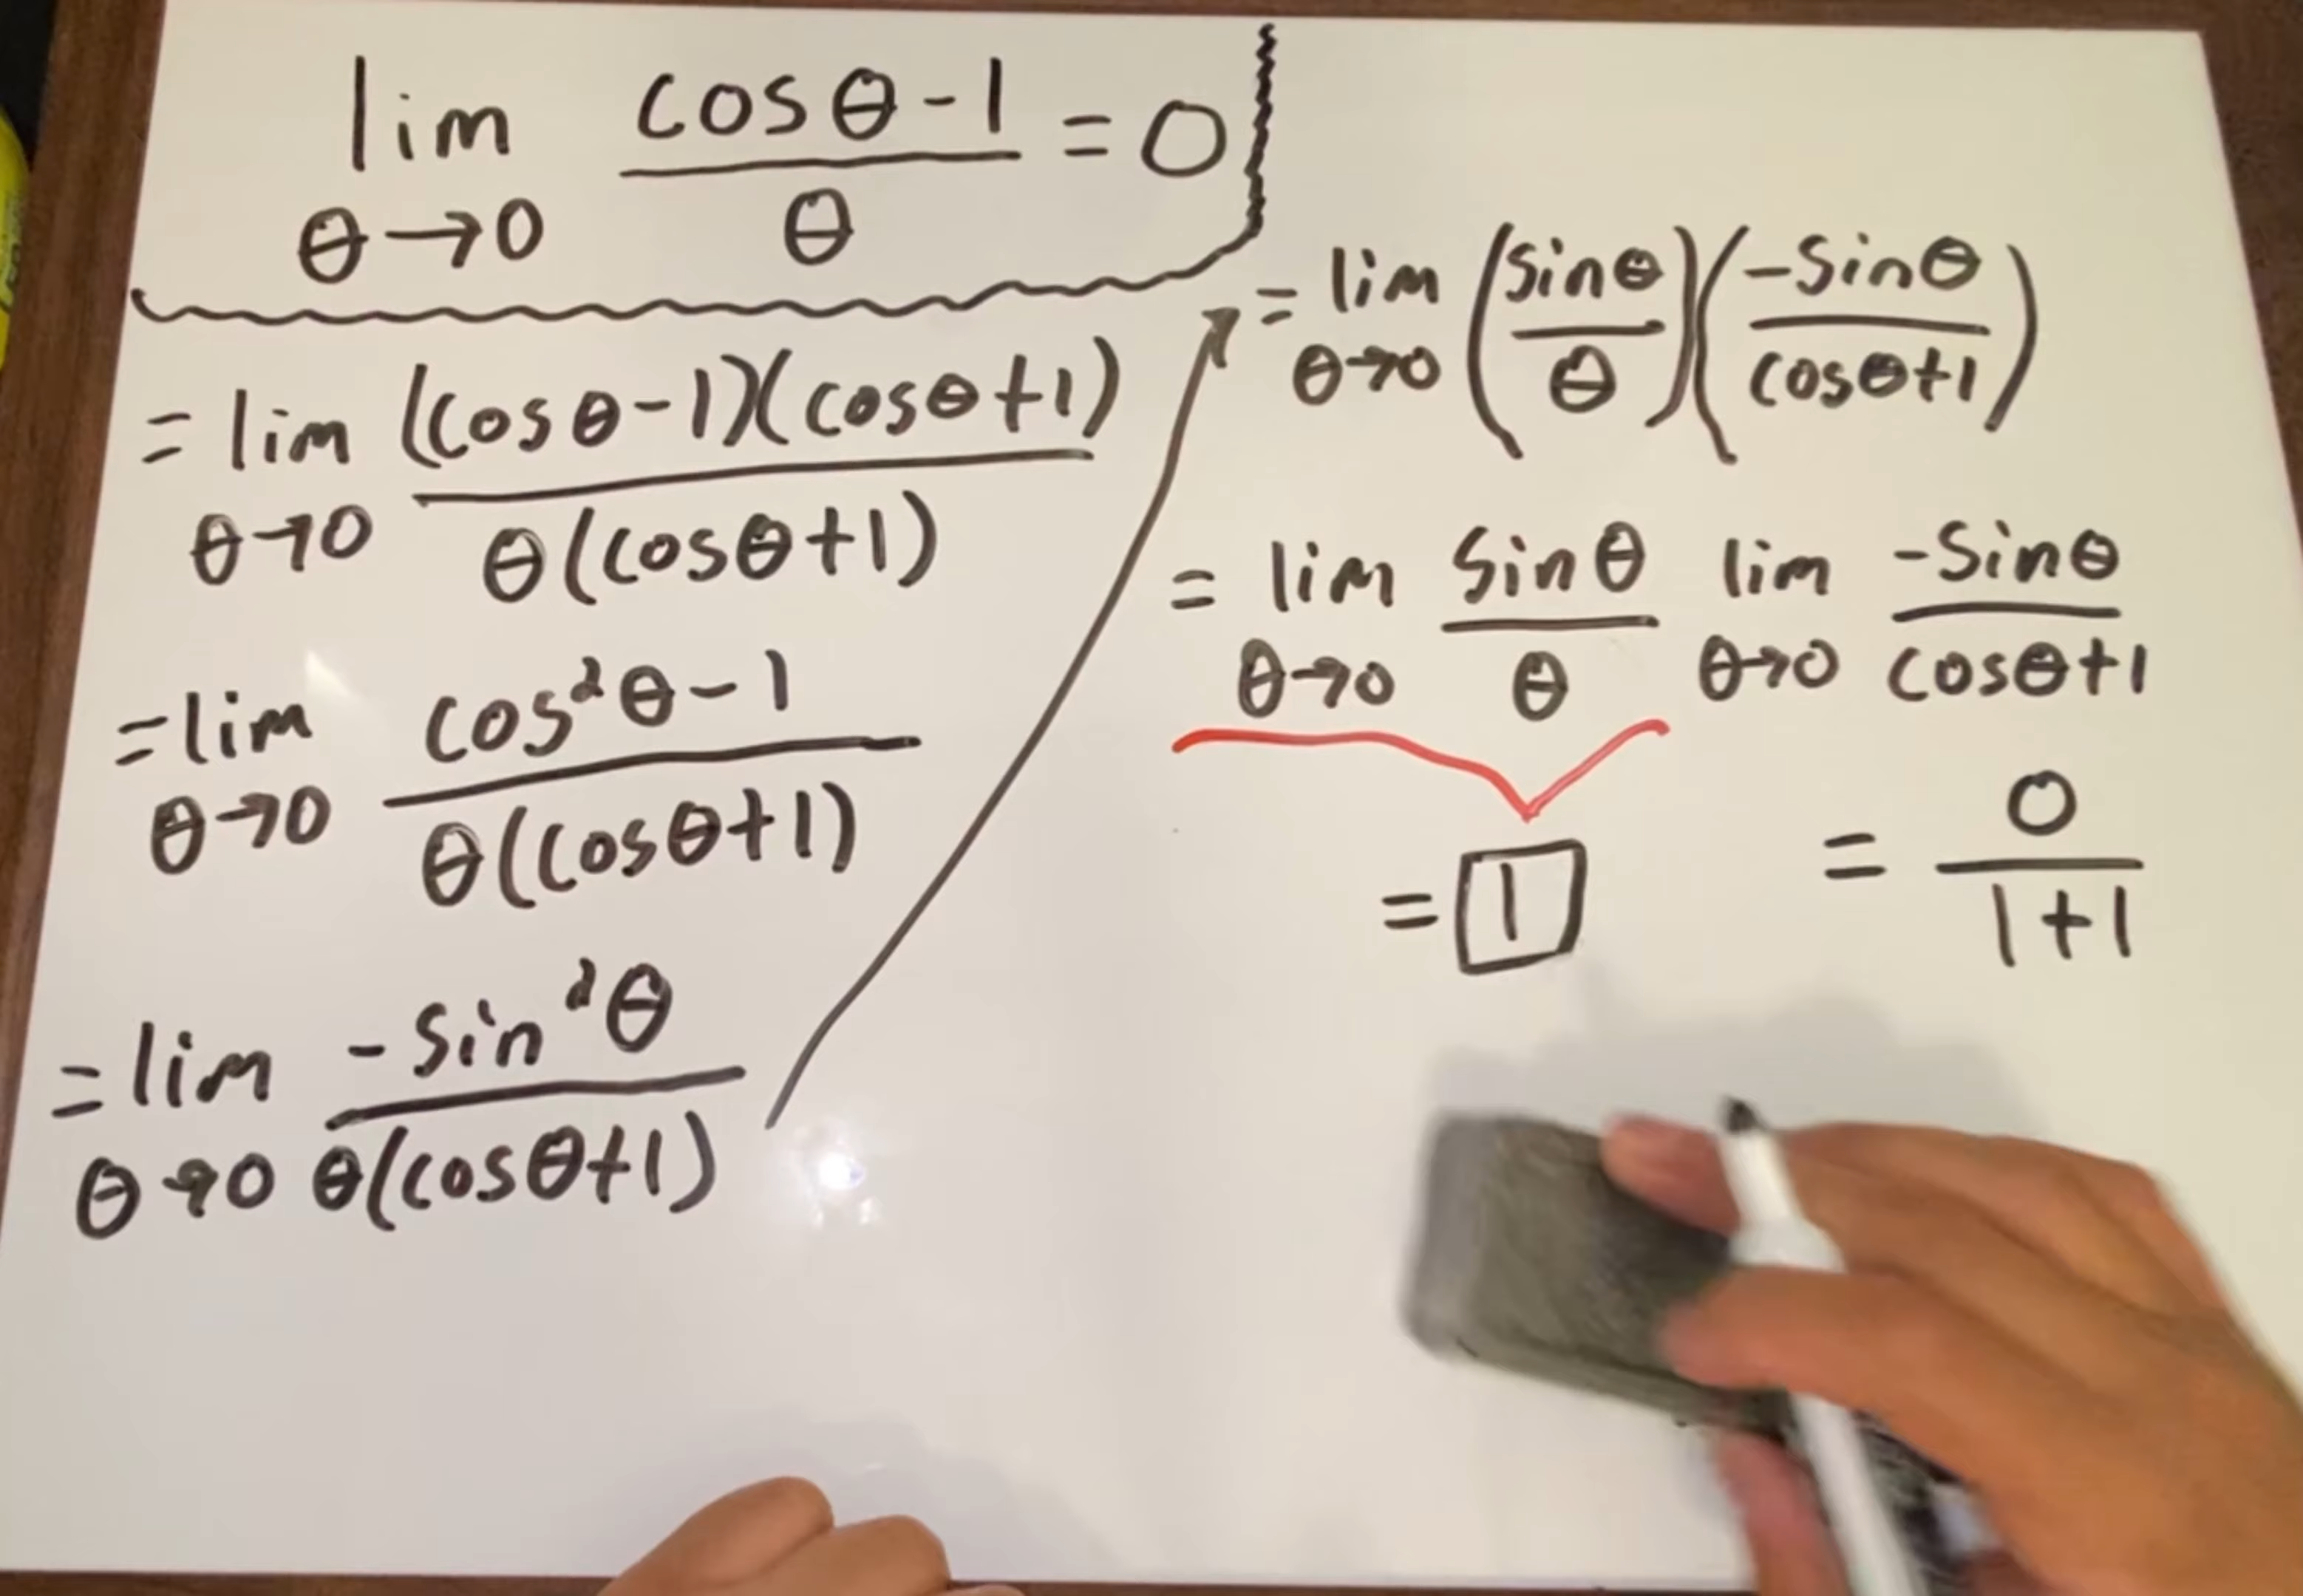 lim cosθ-1 = 0
θ→0 θ
= lim (cosθ-1)(cosθ+1)
θ→0 θ(cosθ+1)
= lim cos²θ-1
θ→0 θ(cosθ+1)
= lim -sin²θ
θ→0 θ(cosθ+1)
= lim (sinθ/θ)(-sinθ/cosθ+1)
θ→0
= lim sinθ lim -sinθ
θ→0 θ θ→0 cosθ+1
= 1 = 0
1+1